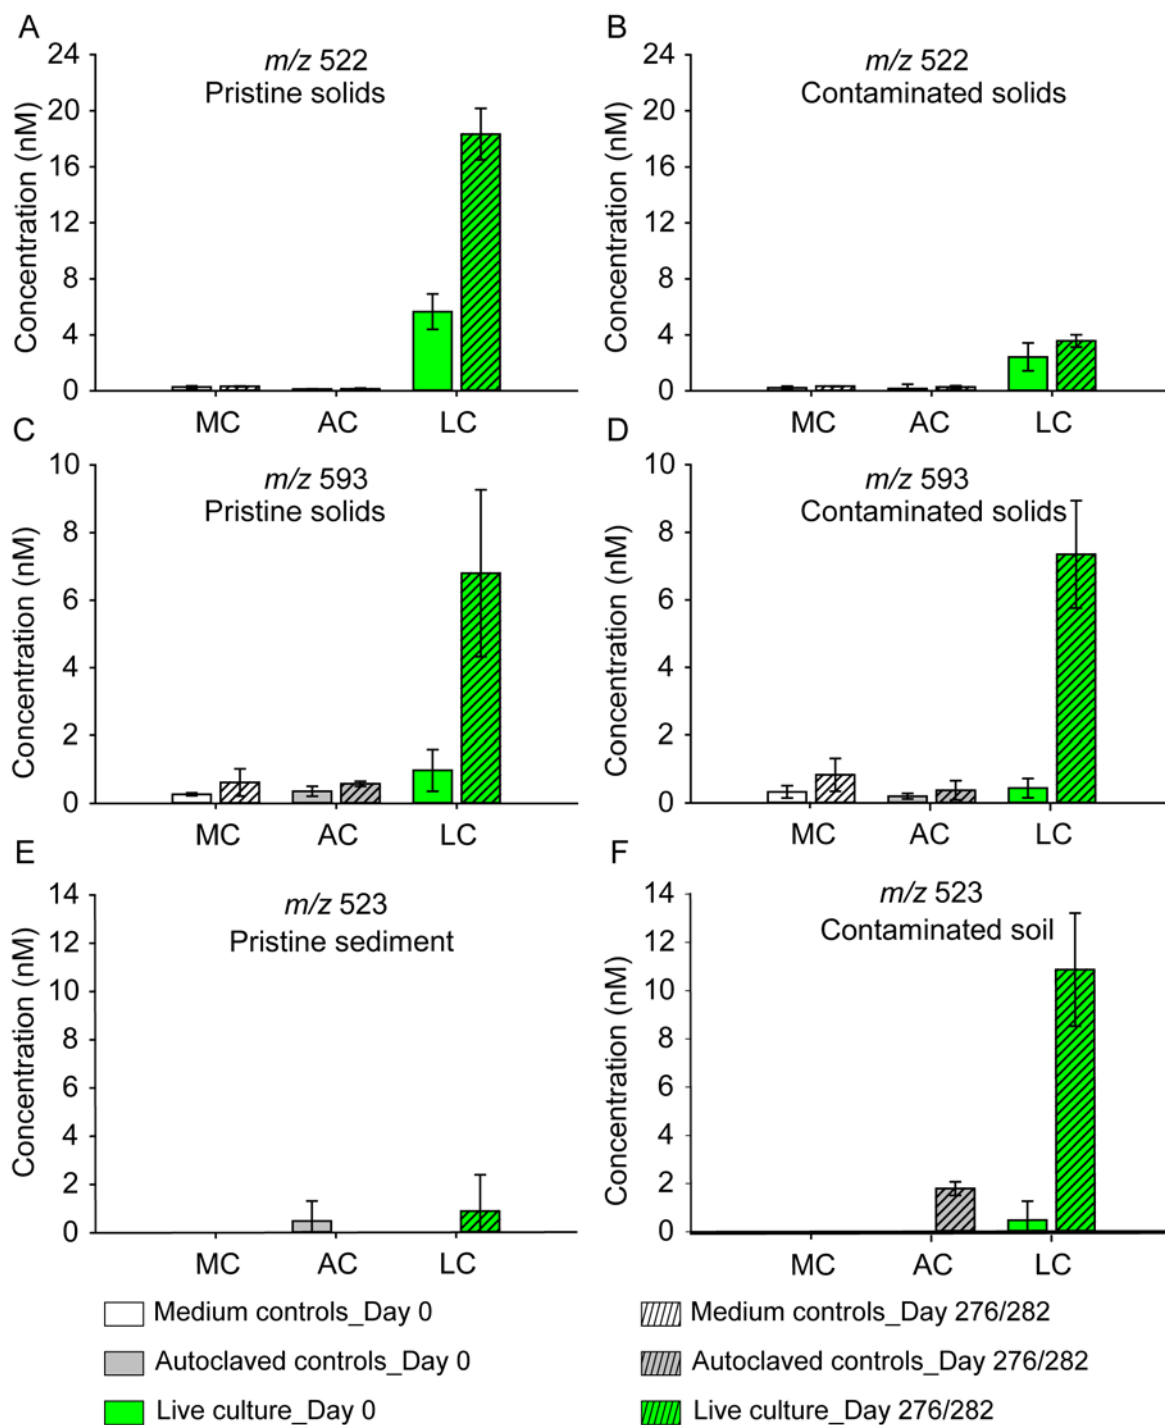 A
m/z 522
Pristine solids
Concentration (nM)
24
20
16
12
8
4
0
MC AC LC
B
m/z 522
Contaminated solids
Concentration (nM)
24
20
16
12
8
4
0
MC AC LC
C
m/z 593
Pristine solids
Concentration (nM)
10
8
6
4
2
0
MC AC LC
D
m/z 593
Contaminated solids
Concentration (nM)
10
8
6
4
2
0
MC AC LC
E
m/z 523
Pristine sediment
Concentration (nM)
14
12
10
8
6
4
2
0
MC AC LC
F
m/z 523
Contaminated soil
Concentration (nM)
14
12
10
8
6
4
2
0
MC AC LC
Medium controls_Day 0
Autoclaved controls_Day 0
Live culture_Day 0
Medium controls_Day 276/282
Autoclaved controls_Day 276/282
Live culture_Day 276/282